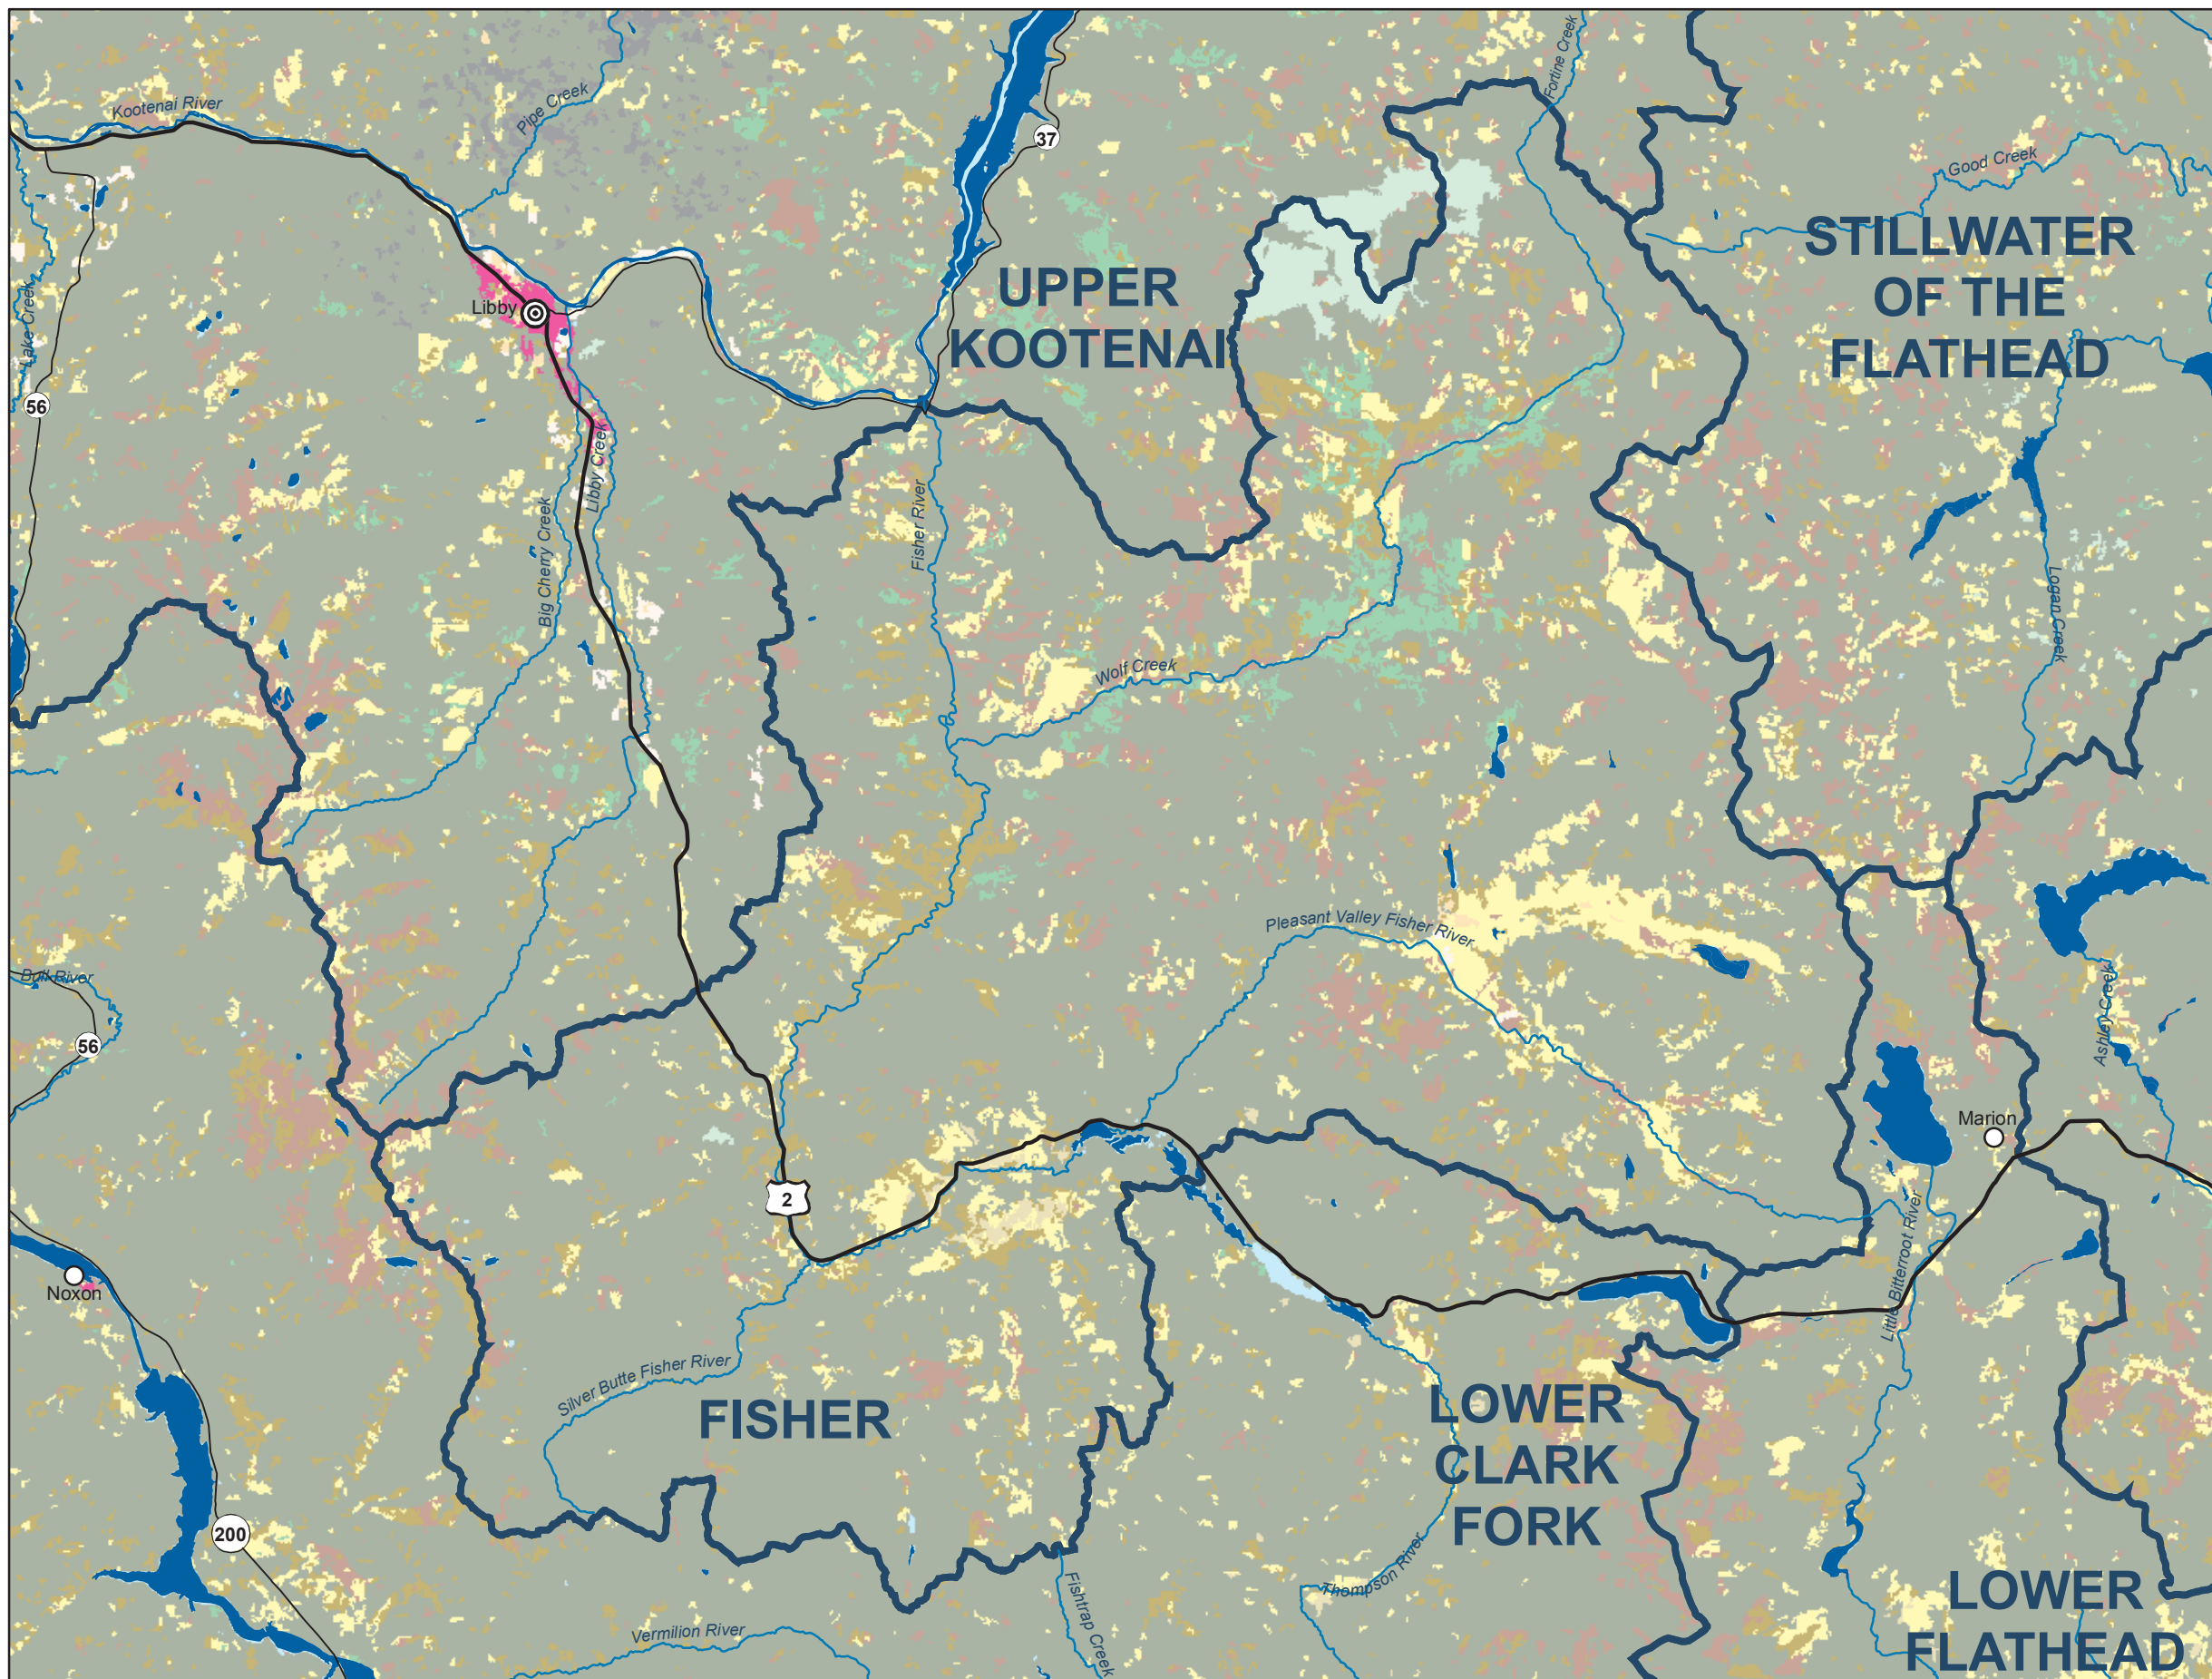 Kootenai River
Pipe Creek
37
Fortine Creek
Good Creek
STILLWATER
OF THE
FLATHEAD
UPPER
KOOTENAI
Libby
Lake Creek
56
Libby Creek
Big Cherry Creek
Fisher River
Logan Creek
Wolf Creek
Pleasant Valley Fisher River
Bull River
56
Ashley Creek
Marion
2
Little Bitterroot River
Noxon
Silver Butte Fisher River
FISHER
LOWER
CLARK
FORK
200
Thompson River
Fishtrap Creek
Vermilion River
LOWER
FLATHEAD